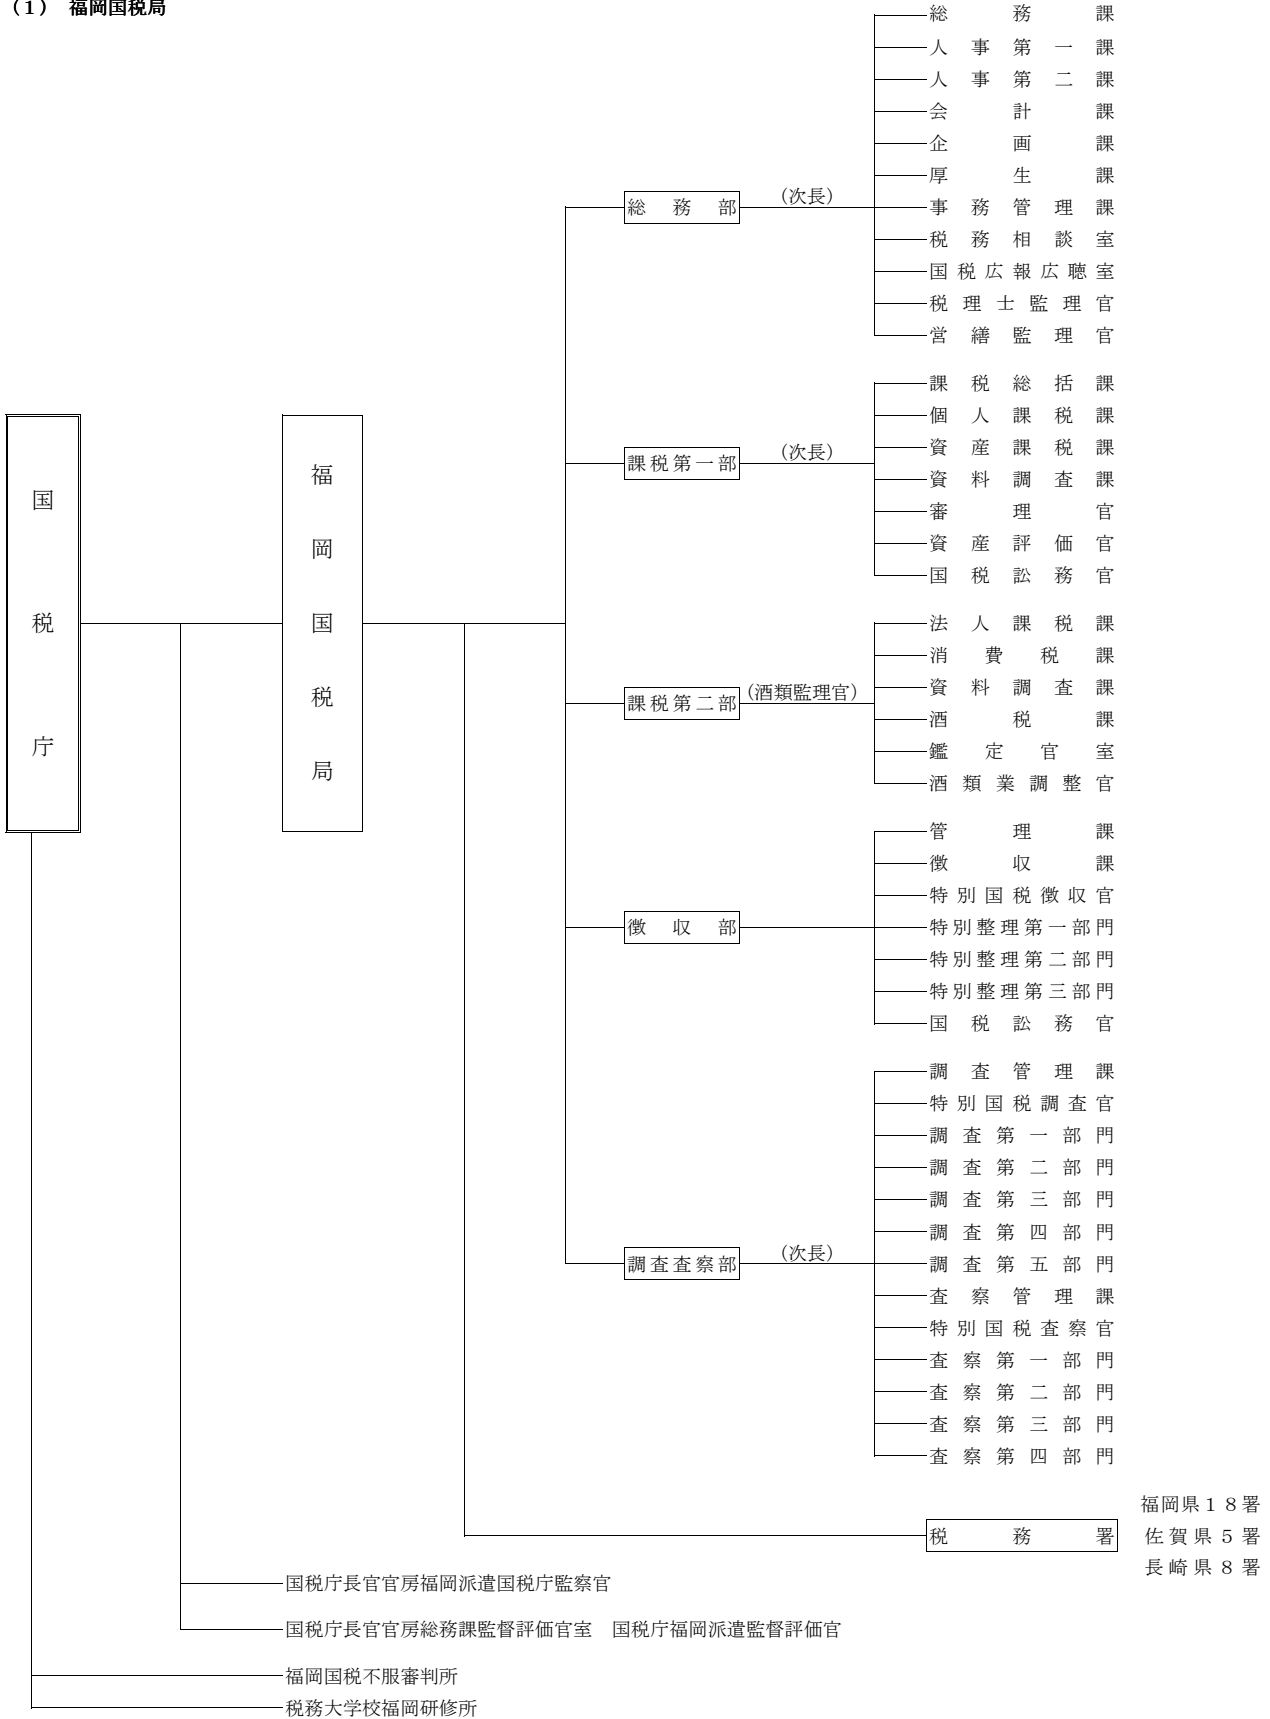 （１） 福岡国税局
総務課
人事第一課
人事第二課
会計課
企画課
厚生課
総務部
（次長）
事務管理課
税務相談室
国税広報広聴室
税理士監理官
営繕監理官
課税総括課
個人課税課
資産課税課
課税第一部
（次長）
資料調査課
審理官
資産評価官
国税訟務官
国税庁
福岡国税局
法人課税課
消費税課
資料調査課
課税第二部
（酒類監理官）
酒税課
鑑定官室
酒類業調整官
管理課
徴収課
特別国税徴収官
徴収部
特別整理第一部門
特別整理第二部門
特別整理第三部門
国税訟務官
調査管理課
特別国税調査官
調査第一部門
調査第二部門
調査第三部門
調査第四部門
調査査察部
（次長）
調査第五部門
査察管理課
特別国税査察官
査察第一部門
査察第二部門
査察第三部門
査察第四部門
税務署
福岡県１８署
佐賀県５署
長崎県８署
国税庁長官官房福岡派遣国税庁監察官
国税庁長官官房総務課監督評価官室　国税庁福岡派遣監督評価官
福岡国税不服審判所
税務大学校福岡研修所